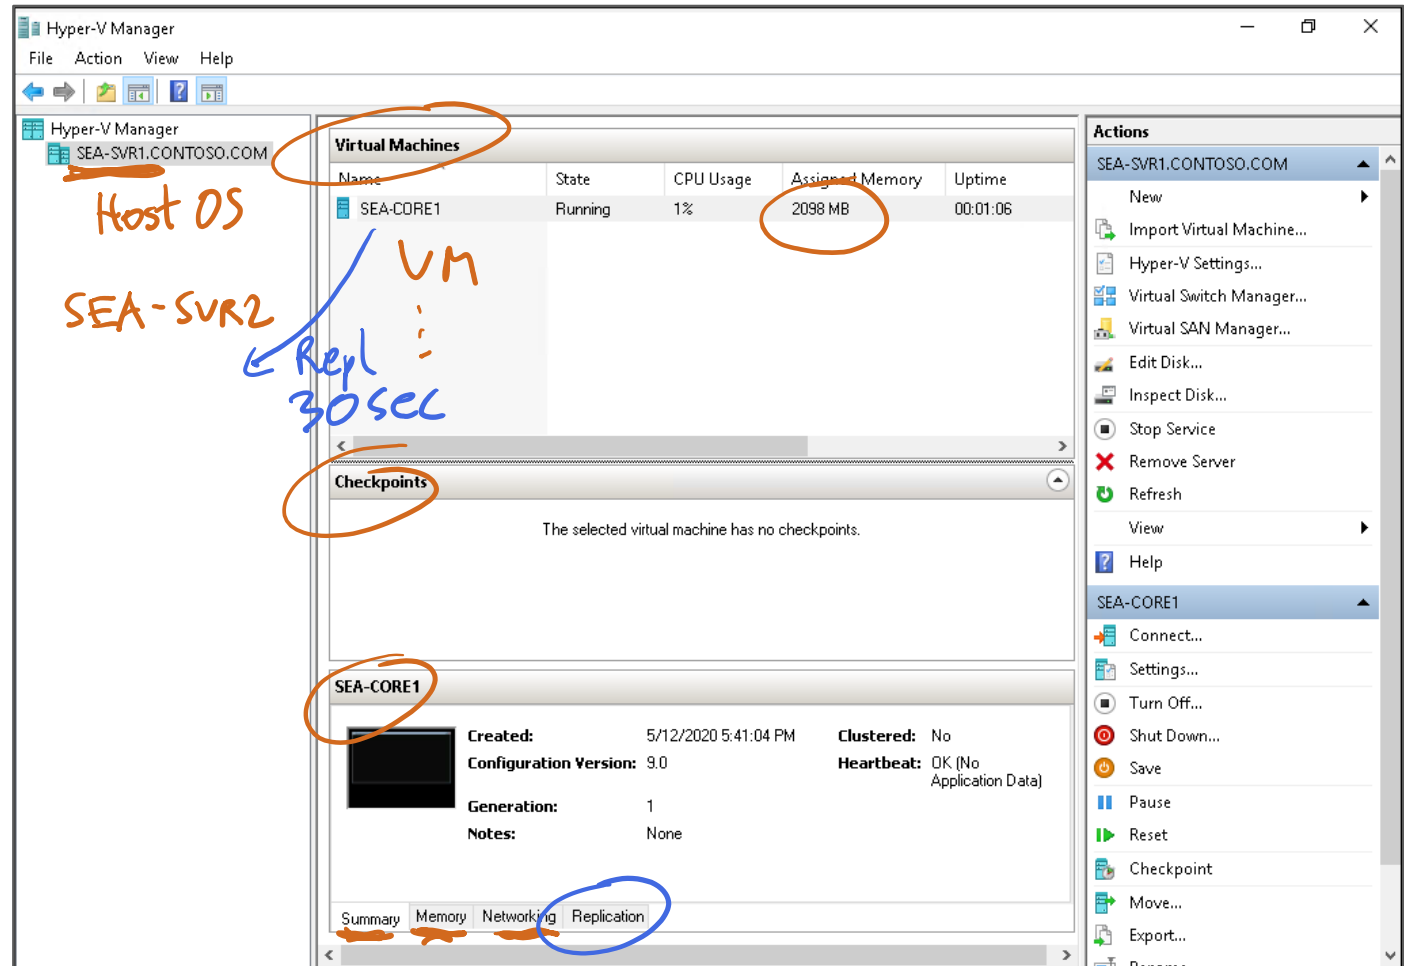 Hyper-V Manager
File Action View Help
Hyper-V Manager
SEA-SVR1.CONTOSO.COM
Host OS
SEA-SVR2
Virtual Machines
Name State CPU Usage Assigned Memory Uptime
SEA-CORE1 Running 1% 2098 MB 00:01:06
VM
Repl
30sec
Checkpoints
The selected virtual machine has no checkpoints.
SEA-CORE1
Created: 5/12/2020 5:41:04 PM Clustered: No
Configuration Version: 9.0 Heartbeat: OK (No
Application Data)
Generation: 1
Notes: None
Summary Memory Networking Replication
Actions
SEA-SVR1.CONTOSO.COM
New
Import Virtual Machine...
Hyper-V Settings...
Virtual Switch Manager...
Virtual SAN Manager...
Edit Disk...
Inspect Disk...
Stop Service
Remove Server
Refresh
View
Help
SEA-CORE1
Connect...
Settings...
Turn Off...
Shut Down...
Save
Pause
Reset
Checkpoint
Move...
Export...